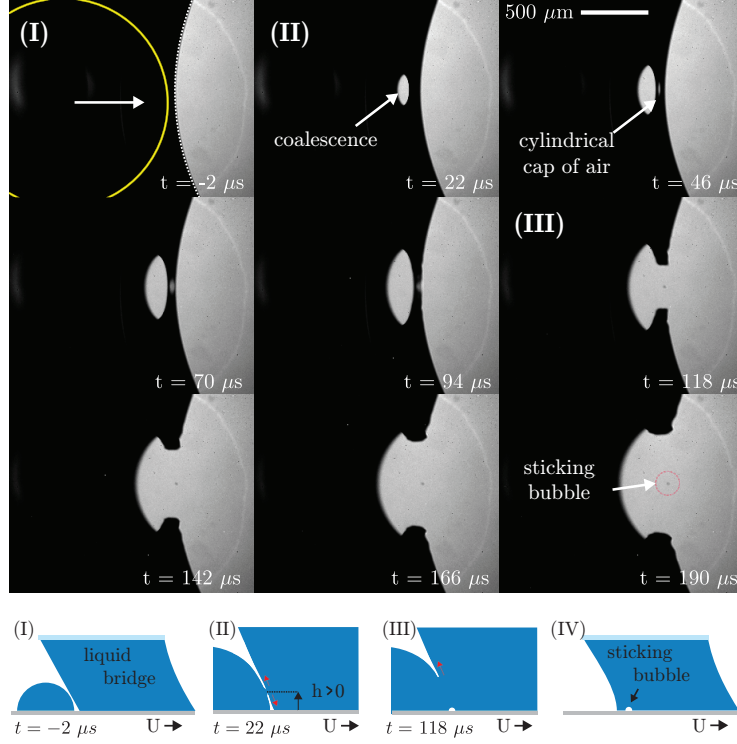 (I)
t = -2 μs
(II)
coalescence
t = 22 μs
500 μm
cylindrical
cap of air
t = 46 μs
t = 70 μs
t = 94 μs
(III)
t = 118 μs
t = 142 μs
t = 166 μs
sticking
bubble
t = 190 μs
(I)
liquid
bridge
t = −2 μs
U
(II)
h>0
t = 22 μs
U
(III)
t = 118 μs
U
(IV)
sticking
bubble
U